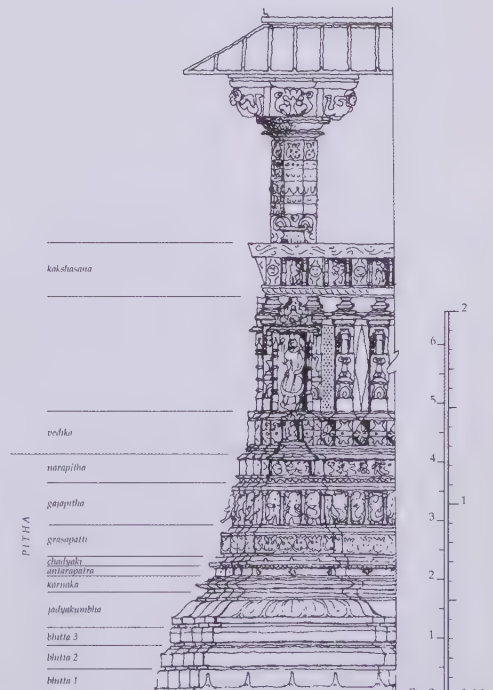 kakshasana
vedika
narapitha
gajapitha
grasapatti
chadyaki
antarapatra
karnaka
jadyakumbha
bhitta 3
bhitta 2
bhitta 1
PITHA
2
6
5
4
1
3
2
1